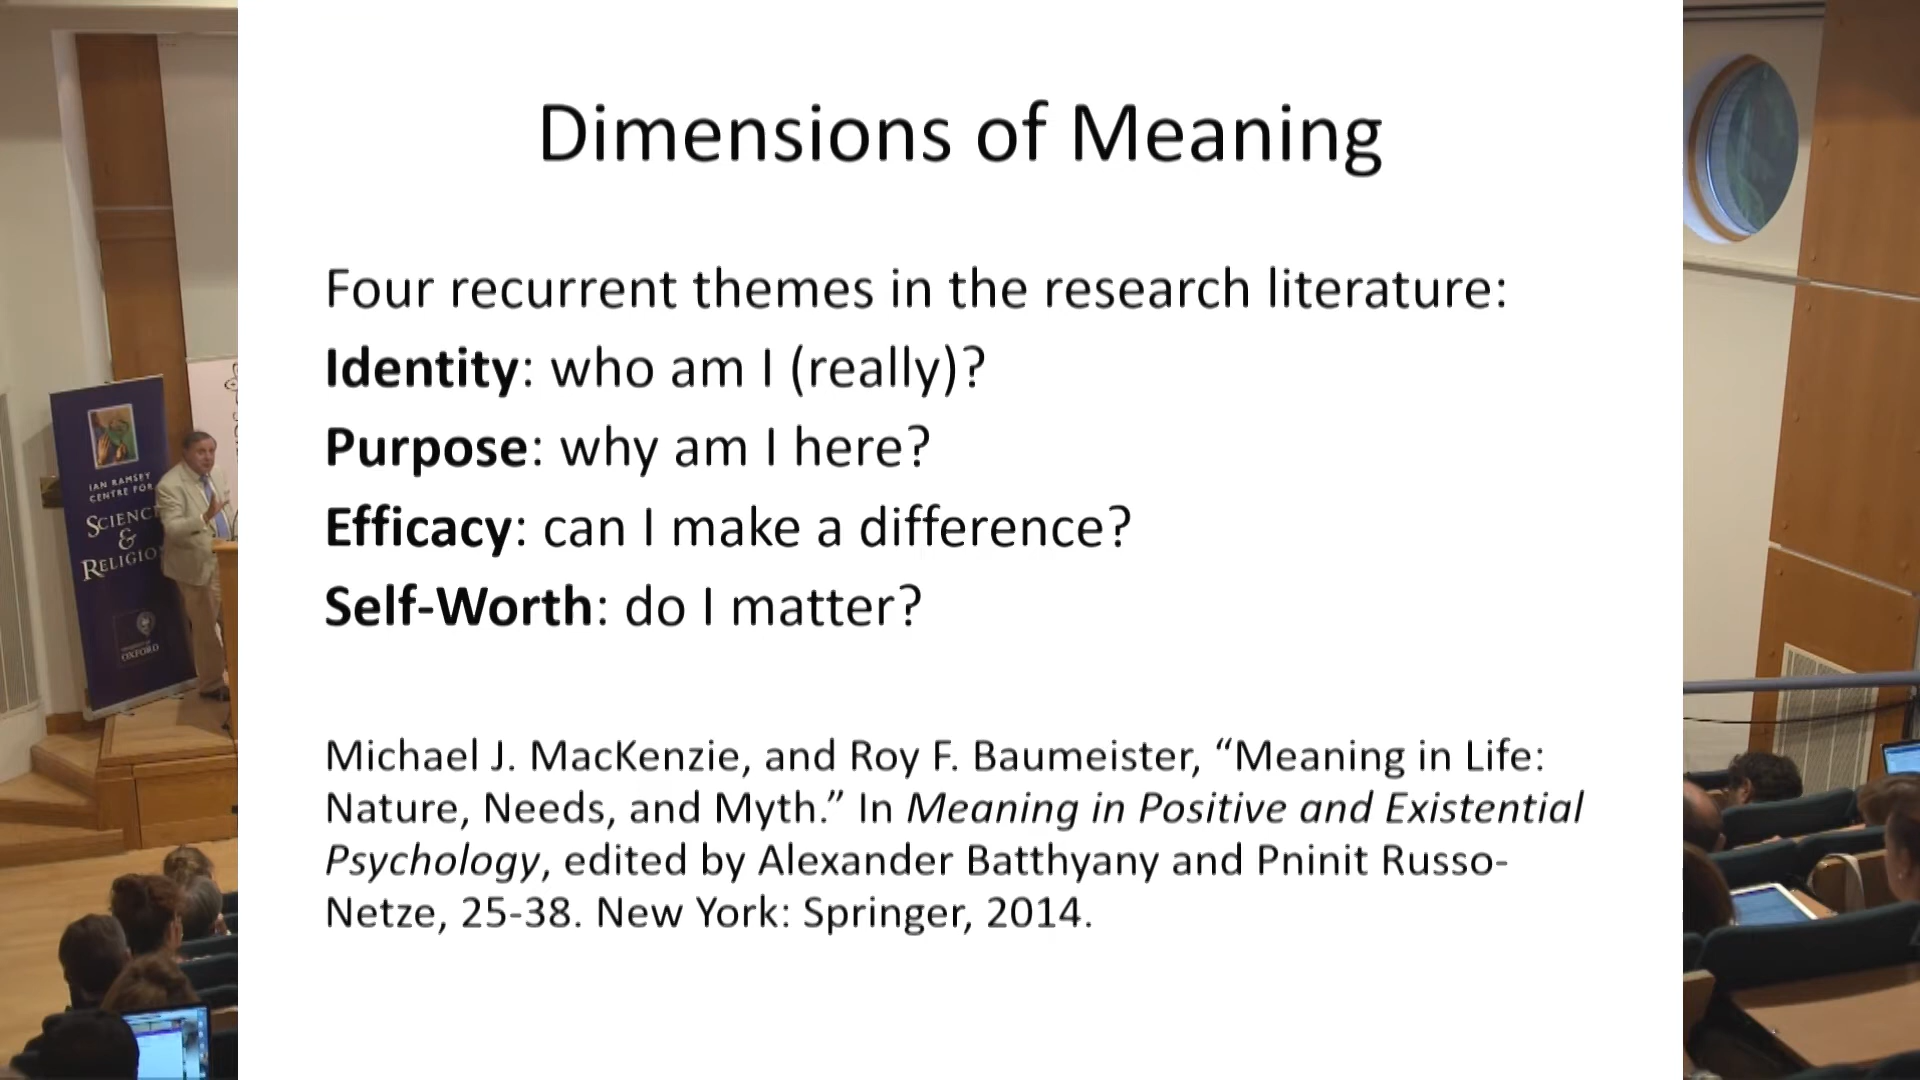 Dimensions of Meaning
Four recurrent themes in the research literature:
Identity: who am I (really)?
Purpose: why am I here?
Efficacy: can I make a difference?
Self-Worth: do I matter?
Michael J. MacKenzie, and Roy F. Baumeister, “Meaning in Life:
Nature, Needs, and Myth.” In Meaning in Positive and Existential
Psychology, edited by Alexander Batthyany and Pninit Russo-
Netze, 25-38. New York: Springer, 2014.
IAN RAMSEY
CENTRE FOR
SCIENC
&
RELIGIO
OXFORD